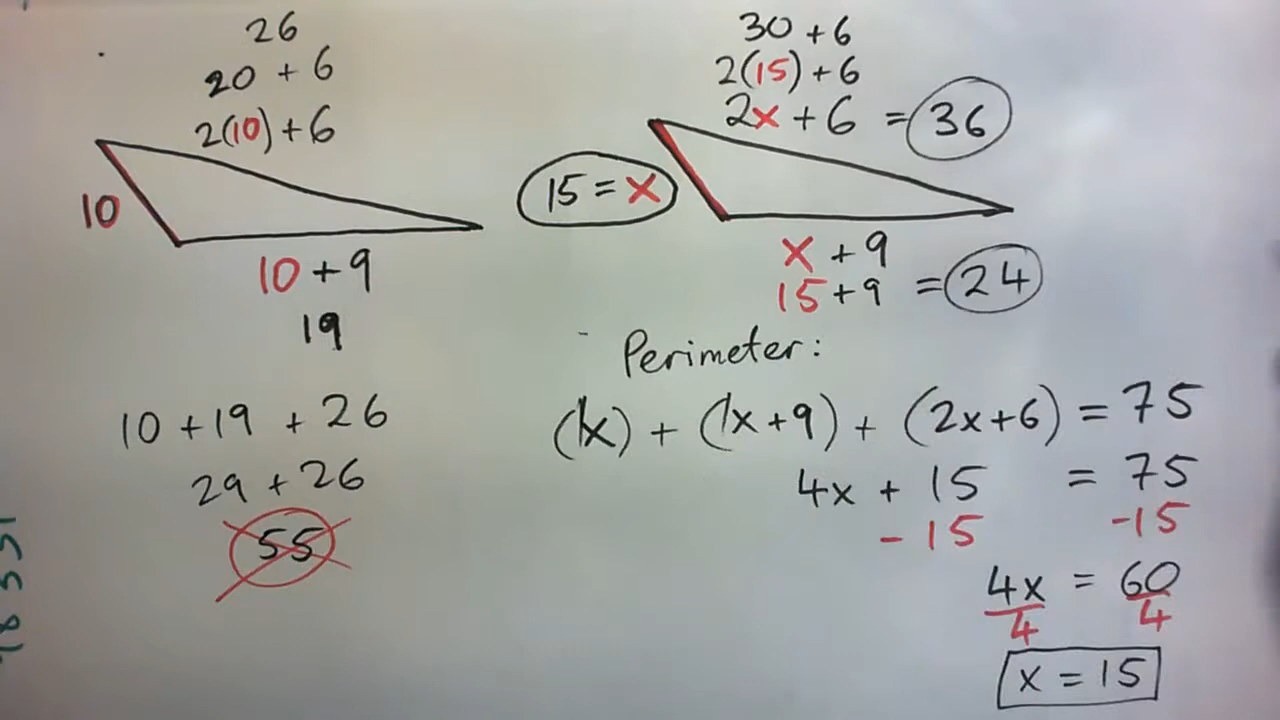 26
20 + 6
2(10) + 6
10
10 + 9
19
10 + 19 + 26
29 + 26
55
30 + 6
2(15) + 6
2x + 6 = 36
15 = x
x + 9
15 + 9 = 24
Perimeter:
(1x) + (1x + 9) + (2x + 6) = 75
4x + 15 = 75
- 15 -15
4x = 60
4 4
x = 15